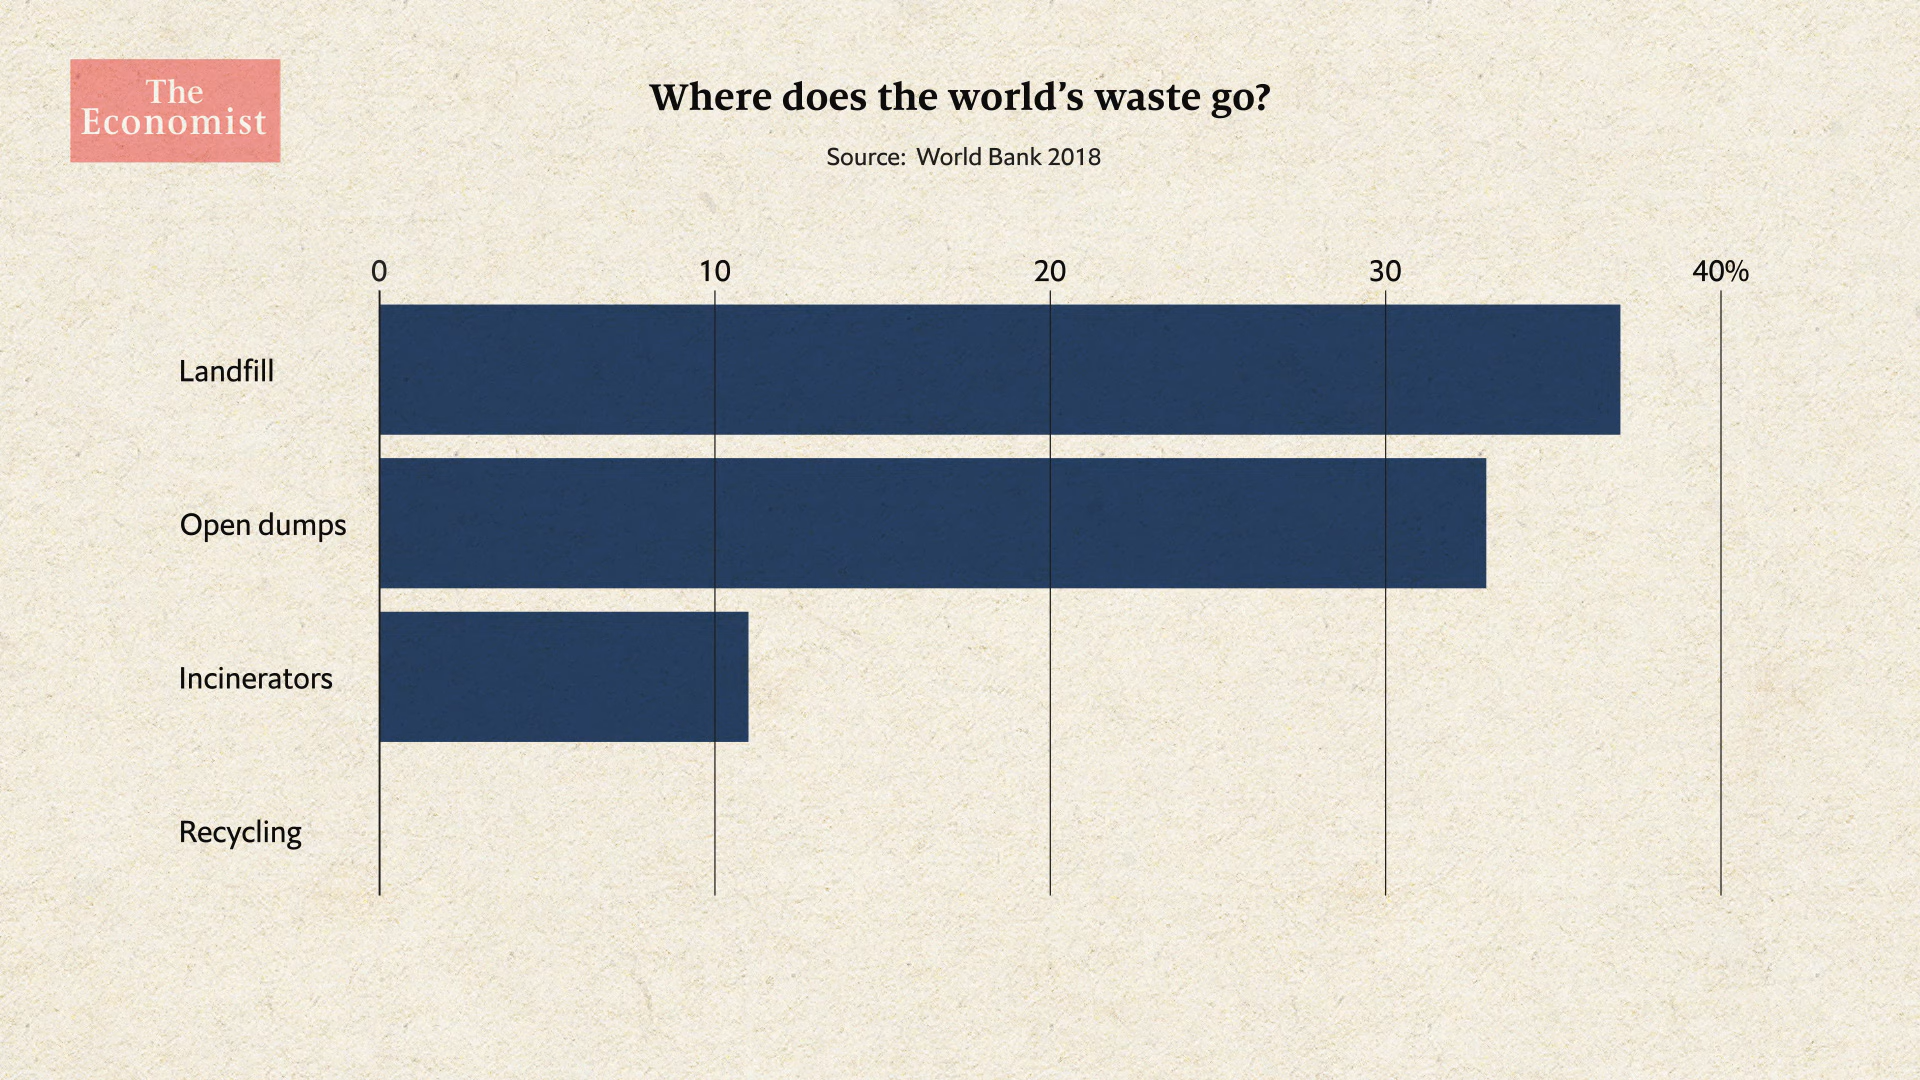 The
Economist
Where does the world’s waste go?
Source: World Bank 2018
0 10 20 30 40%
Landfill
Open dumps
Incinerators
Recycling